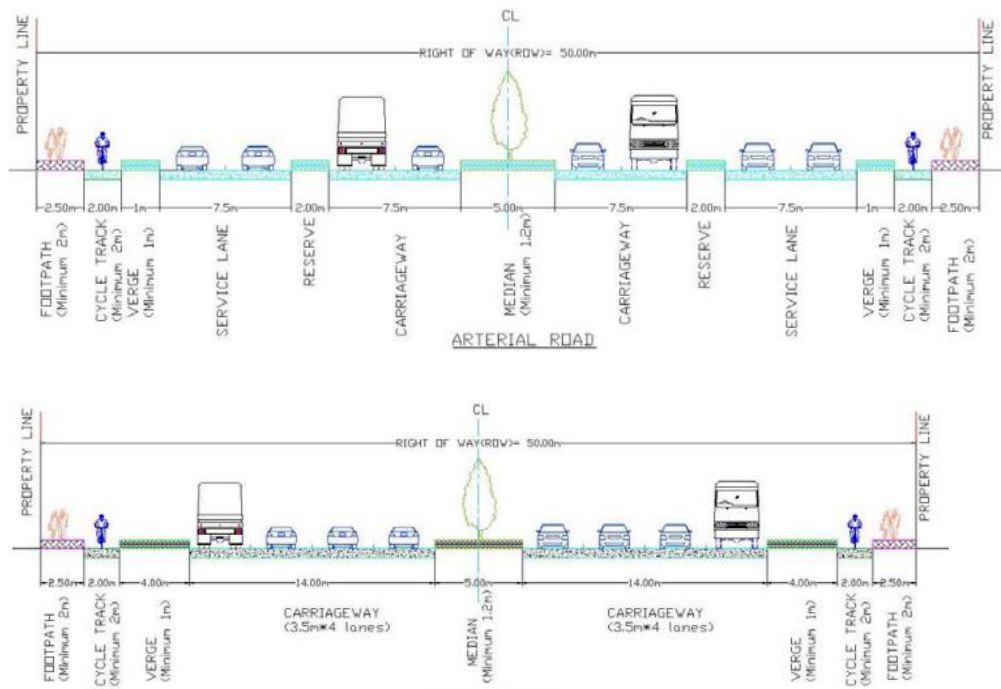 CL
PROPERTY LINE
RIGHT OF WAY(ROW)= 50.00m
PROPERTY LINE
2.50m 2.00m 1m 7.5m 2.00m 7.5m 5.00m 7.5m 2.00m 7.5m 1m 2.00m 2.50m
FOOTPATH
(Minimum 2m)
CYCLE TRACK
(Minimum 2m)
VERGE
(Minimum 1m)
SERVICE LANE
RESERVE
CARRIAGEWAY
MEDIAN
(Minimum 1.2m)
CARRIAGEWAY
RESERVE
SERVICE LANE
VERGE
(Minimum 1m)
CYCLE TRACK
(Minimum 2m)
FOOTPATH
(Minimum 2m)
ARTERIAL ROAD
CL
PROPERTY LINE
RIGHT OF WAY(ROW)= 50.00m
PROPERTY LINE
2.50m 2.00m 4.00m 14.00m 5.00m 14.00m 4.00m 2.00m 2.50m
FOOTPATH
(Minimum 2m)
CYCLE TRACK
(Minimum 2m)
VERGE
(Minimum 1m)
CARRIAGEWAY
(3.5m*4 lanes)
MEDIAN
(Minimum 1.2m)
CARRIAGEWAY
(3.5m*4 lanes)
VERGE
(Minimum 1m)
CYCLE TRACK
(Minimum 2m)
FOOTPATH
(Minimum 2m)